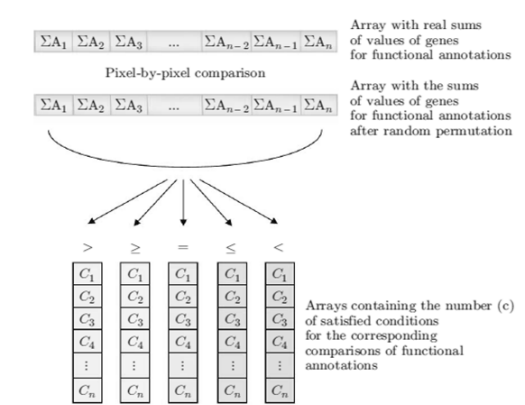 ΣA₁ ΣA₂ ΣA₃ ... ΣAₙ₋₂ ΣAₙ₋₁ ΣAₙ
Array with real sums
of values of genes
for functional annotations
Pixel-by-pixel comparison
ΣA₁ ΣA₂ ΣA₃ ... ΣAₙ₋₂ ΣAₙ₋₁ ΣAₙ
Array with the sums
of values of genes
for functional annotations
after random permutation
> ≥ = ≤ <
C₁ C₁ C₁ C₁ C₁
C₂ C₂ C₂ C₂ C₂
C₃ C₃ C₃ C₃ C₃
C₄ C₄ C₄ C₄ C₄
⋮ ⋮ ⋮ ⋮ ⋮
Cₙ Cₙ Cₙ Cₙ Cₙ
Arrays containing the number (c)
of satisfied conditions
for the corresponding
comparisons of functional
annotations